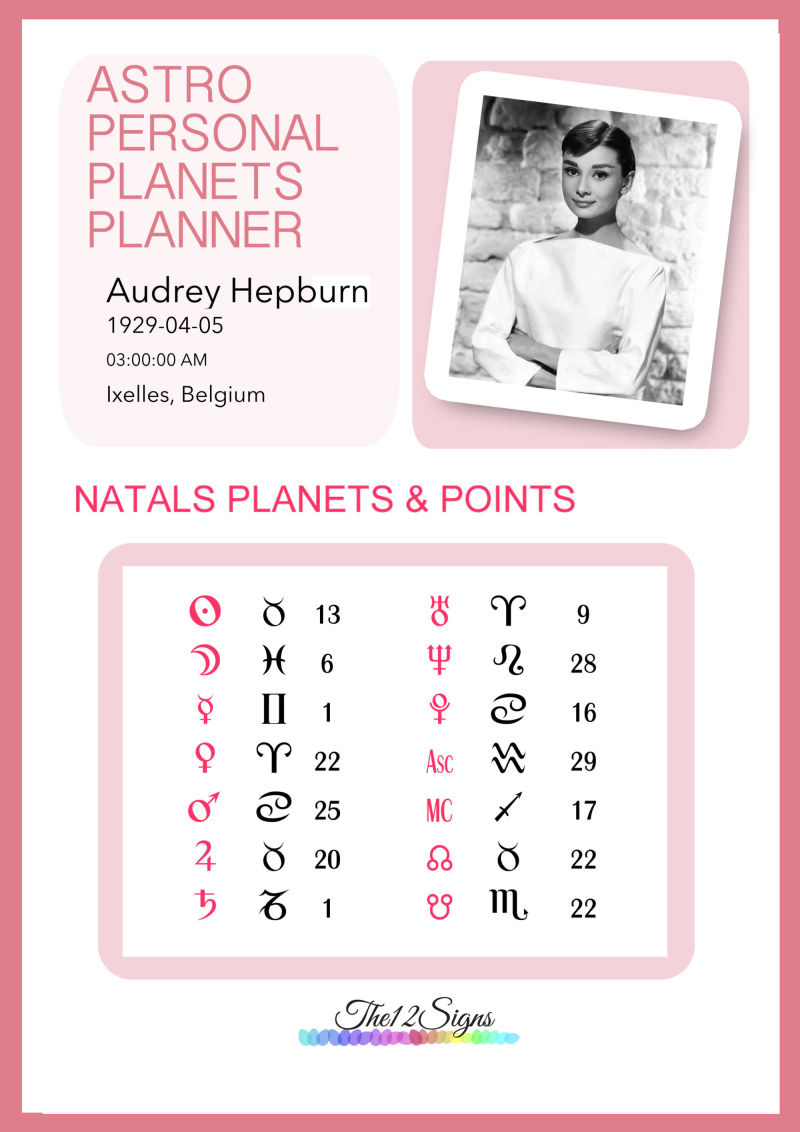 ASTRO
PERSONAL
PLANETS
PLANNER
Audrey Hepburn
1929-04-05
03:00:00 AM
Ixelles, Belgium
NATALS PLANETS & POINTS
☉ ♉ 13 ♅ ♈ 9
☽ ♓ 6 ♆ ♌ 28
☿ ♊ 1 ♇ ♋ 16
♀ ♈ 22 Asc ♒ 29
♂ ♋ 25 MC ♐ 17
♃ ♉ 20 ☊ ♉ 22
♄ ♑ 1 ☋ ♏ 22
The12Signs